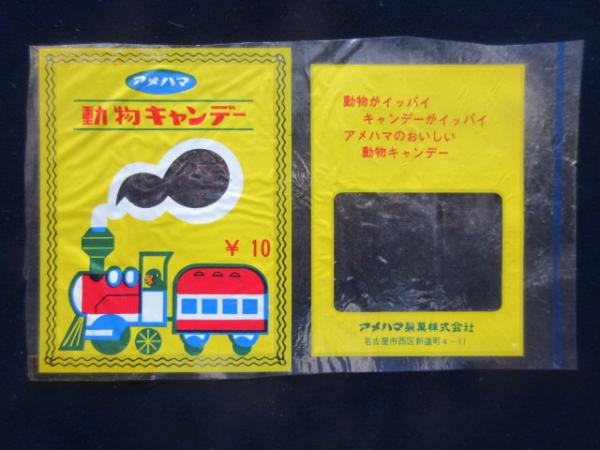 アメハマ
動物キャンデー
¥10
動物がイッパイ
キャンデーがイッパイ
アメハマのおいしい
動物キャンデー
アメハマ製菓株式会社
名古屋市西区新道町4-11